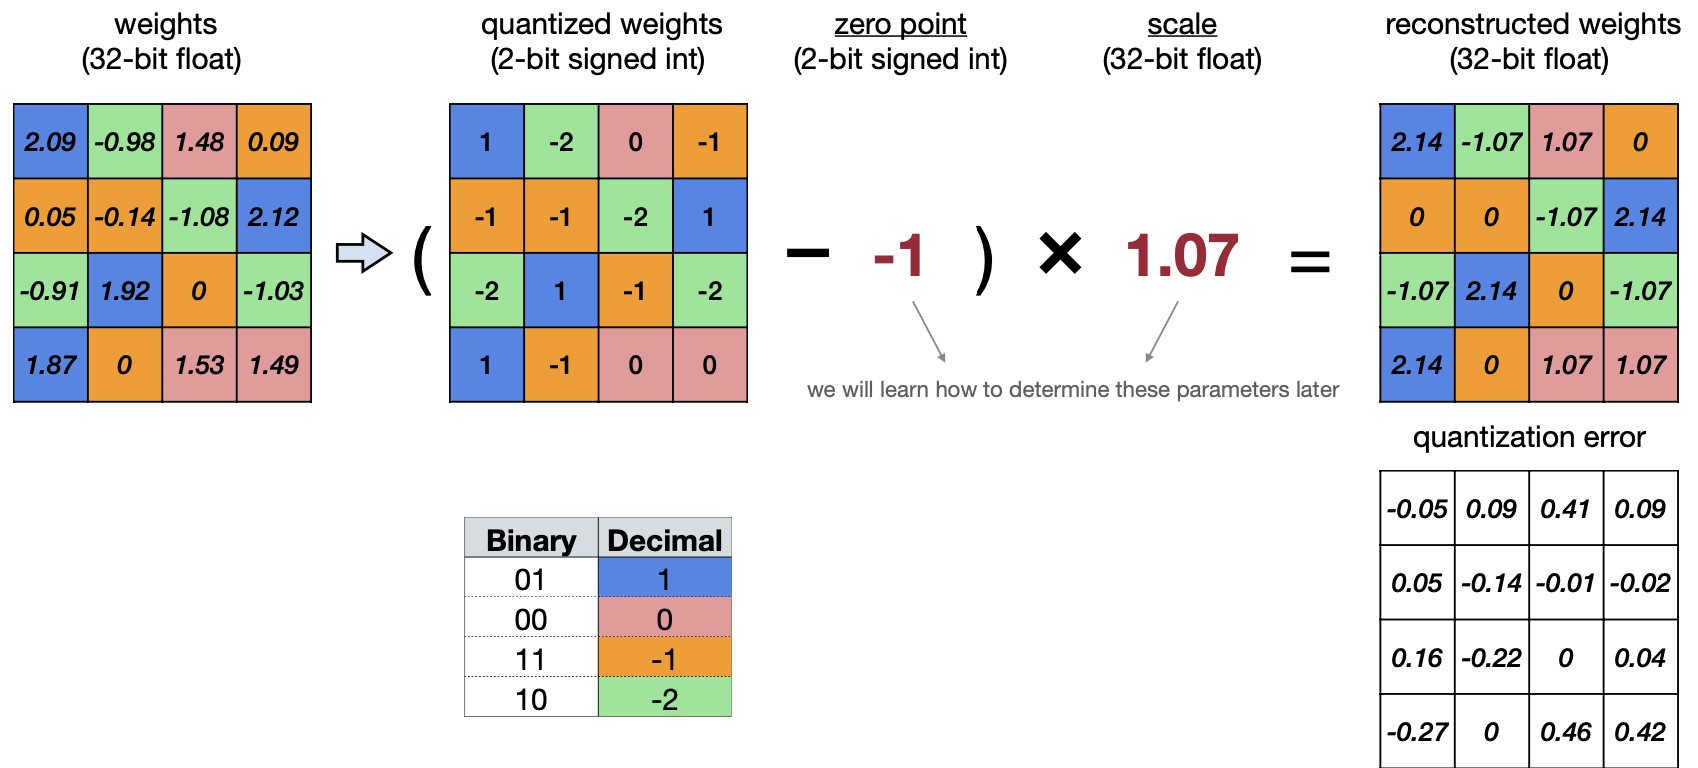 weights
(32-bit float)
quantized weights
(2-bit signed int)
zero point
(2-bit signed int)
scale
(32-bit float)
reconstructed weights
(32-bit float)
2.09 -0.98 1.48 0.09
0.05 -0.14 -1.08 2.12
-0.91 1.92 0 -1.03
1.87 0 1.53 1.49
(
1 -2 0 -1
-1 -1 -2 1
-2 1 -1 -2
1 -1 0 0
− -1 ) × 1.07 =
2.14 -1.07 1.07 0
0 0 -1.07 2.14
-1.07 2.14 0 -1.07
2.14 0 1.07 1.07
we will learn how to determine these parameters later
quantization error
-0.05 0.09 0.41 0.09
0.05 -0.14 -0.01 -0.02
0.16 -0.22 0 0.04
-0.27 0 0.46 0.42
Binary Decimal
01 1
00 0
11 -1
10 -2